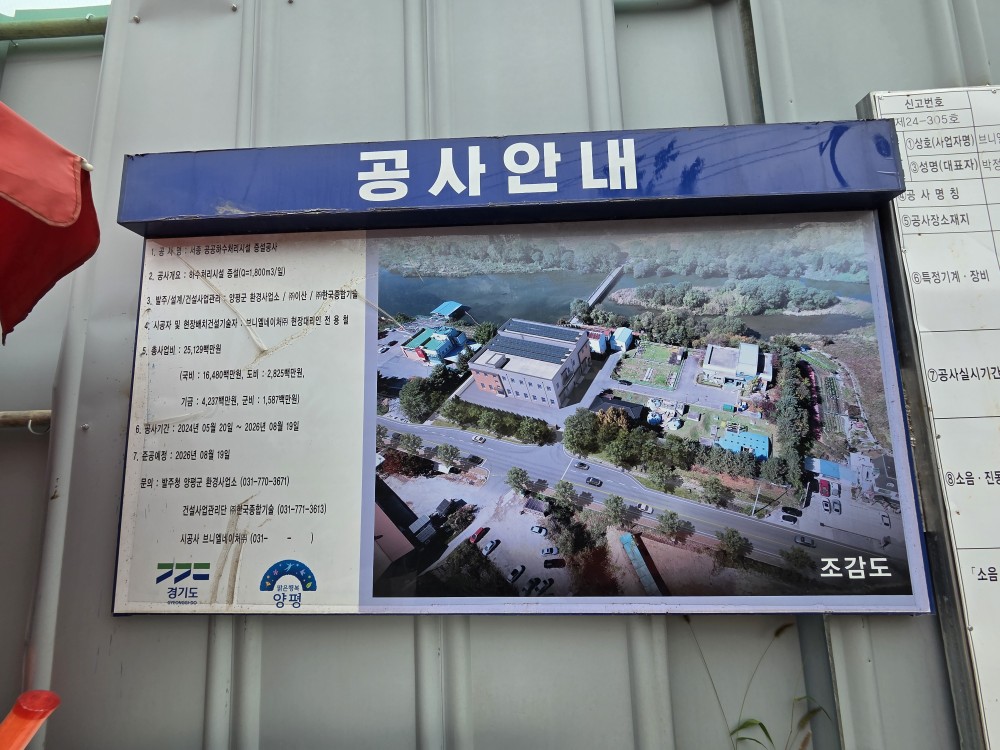 공사안내
1. 공 사 명 : 서종 공공하수처리시설 증설공사
2. 공사개요 : 하수처리시설 증설(Q=1,800m3/일)
3. 발주/설계/건설사업관리 : 양평군 환경사업소 / ㈜이산 / ㈜한국종합기술
4. 시공자 및 현장배치건설기술자 : 브니엘네이처㈜ 현장대리인 전 용 철
5. 총사업비 : 25,129백만원
(국비 : 16,480백만원, 도비 : 2,825백만원,
기금 : 4,237백만원, 군비 : 1,587백만원)
6. 공사기간 : 2024년 05월 20일 ~ 2026년 08월 19일
7. 준공예정 : 2026년 08월 19일
문의 : 발주청 양평군 환경사업소 (031-770-3671)
건설사업관리단 ㈜한국종합기술 (031-771-3613)
시공사 브니엘네이처㈜ (031- - )
경기도
GYEONGGI-DO
맑은행복
양평
조감도
신고번호
제24-305호
①상호(사업자명) 브니엘
③성명(대표자) 박정
④공 사 명 칭
⑤공사장소재지
⑥특정기계·장비
⑦공사실시기간
⑧소음·진동
「소음